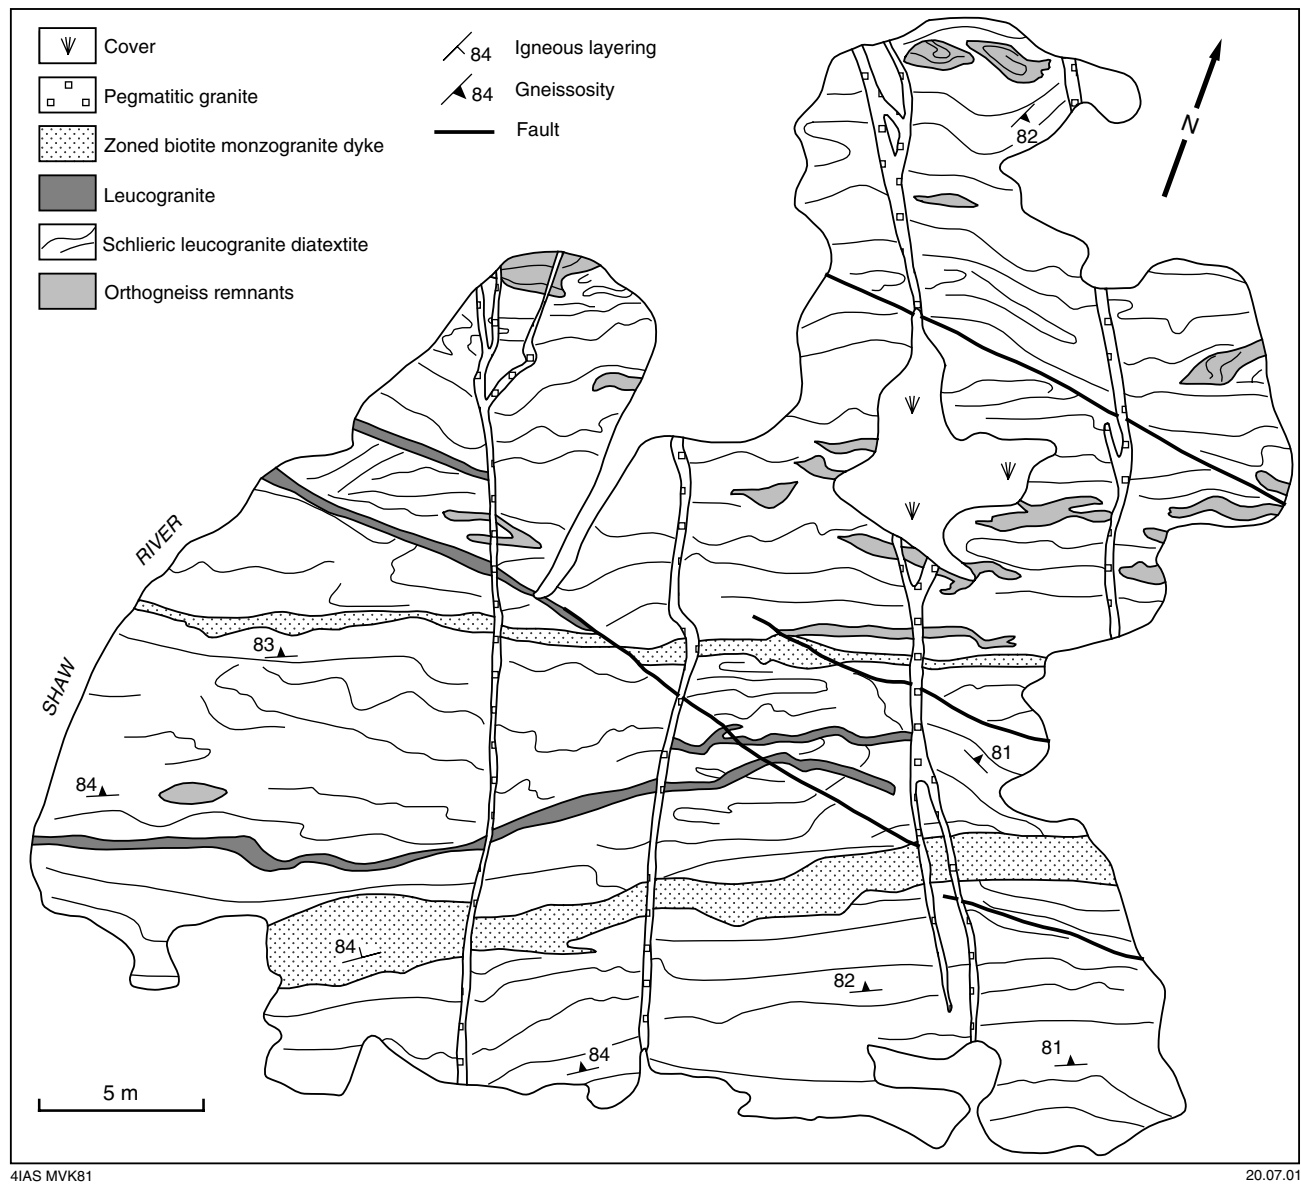 Cover
Pegmatitic granite
Zoned biotite monzogranite dyke
Leucogranite
Schlieric leucogranite diatextite
Orthogneiss remnants
84 Igneous layering
84 Gneissosity
Fault
N
82
RIVER
SHAW
83
81
84
84
82
84
81
5 m
4IAS MVK81
20.07.01